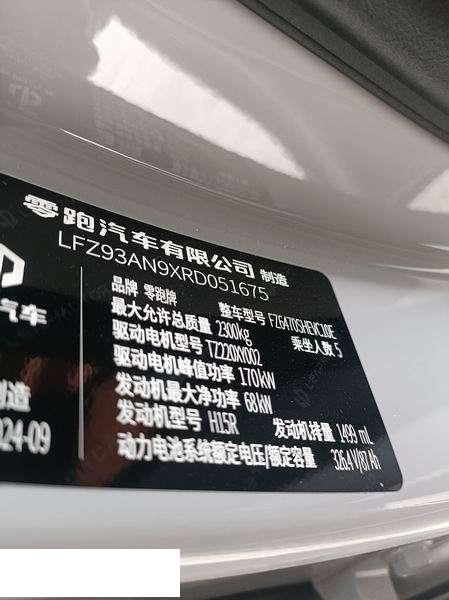 零跑汽车有限公司 制造
LFZ93AN9XRD051675
品牌 零跑牌 整车型号 FZ6470SHEVC10E
最大允许总质量 2300kg 乘坐人数 5
驱动电机型号 TZ220XY002
驱动电机峰值功率 170kW
发动机最大净功率 68kW
发动机型号 H15R 发动机排量 1499 mL
动力电池系统额定电压/额定容量 326.4 V/87 Ah
汽车
制造
24-09